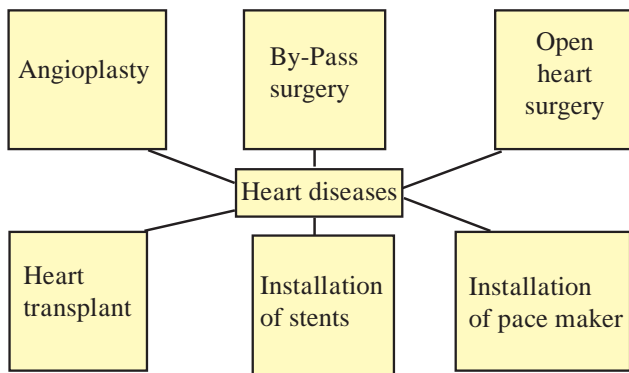 Angioplasty
By-Pass
surgery
Open
heart
surgery
Heart diseases
Heart
transplant
Installation
of stents
Installation
of pace maker